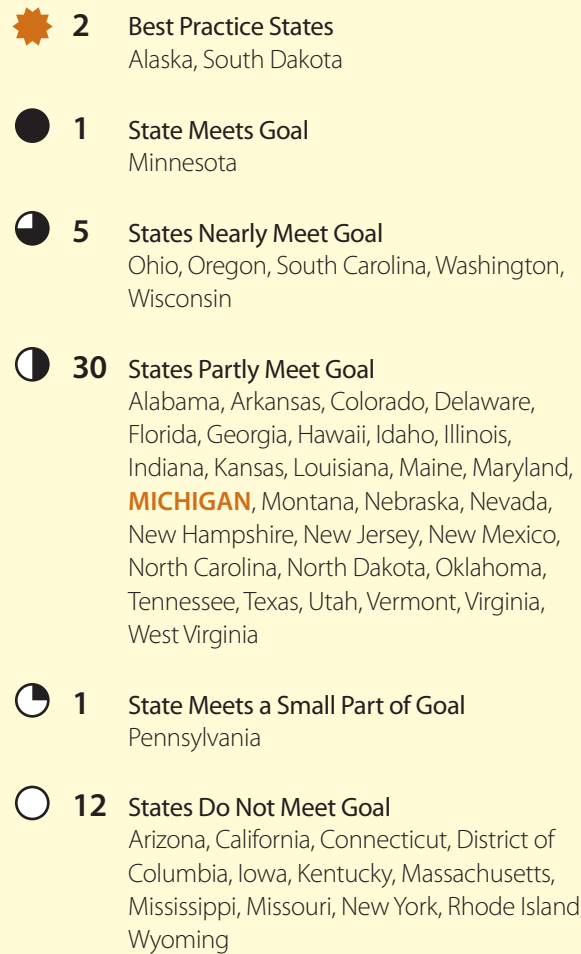 2 Best Practice States
Alaska, South Dakota
1 State Meets Goal
Minnesota
5 States Nearly Meet Goal
Ohio, Oregon, South Carolina, Washington,
Wisconsin
30 States Partly Meet Goal
Alabama, Arkansas, Colorado, Delaware,
Florida, Georgia, Hawaii, Idaho, Illinois,
Indiana, Kansas, Louisiana, Maine, Maryland,
MICHIGAN, Montana, Nebraska, Nevada,
New Hampshire, New Jersey, New Mexico,
North Carolina, North Dakota, Oklahoma,
Tennessee, Texas, Utah, Vermont, Virginia,
West Virginia
1 State Meets a Small Part of Goal
Pennsylvania
12 States Do Not Meet Goal
Arizona, California, Connecticut, District of
Columbia, Iowa, Kentucky, Massachusetts,
Mississippi, Missouri, New York, Rhode Island,
Wyoming